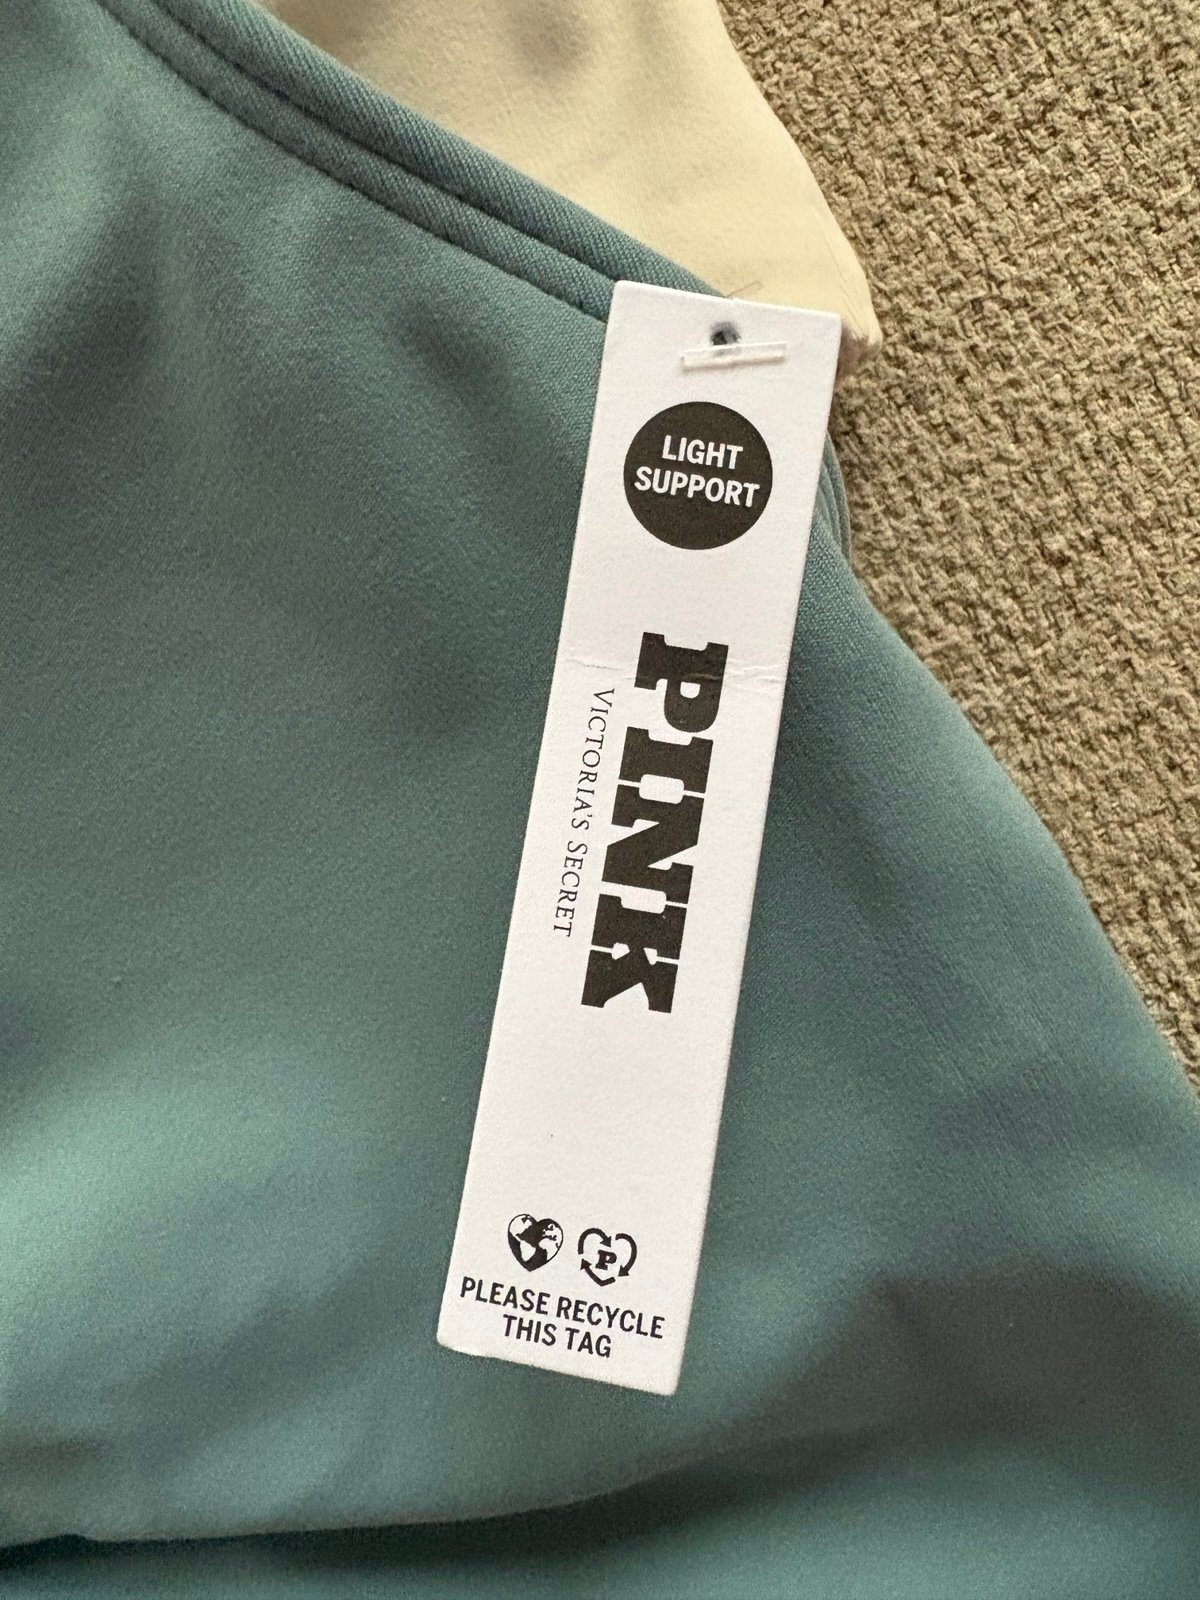 LIGHT
SUPPORT
PINK
VICTORIA'S SECRET
P
PLEASE RECYCLE
THIS TAG